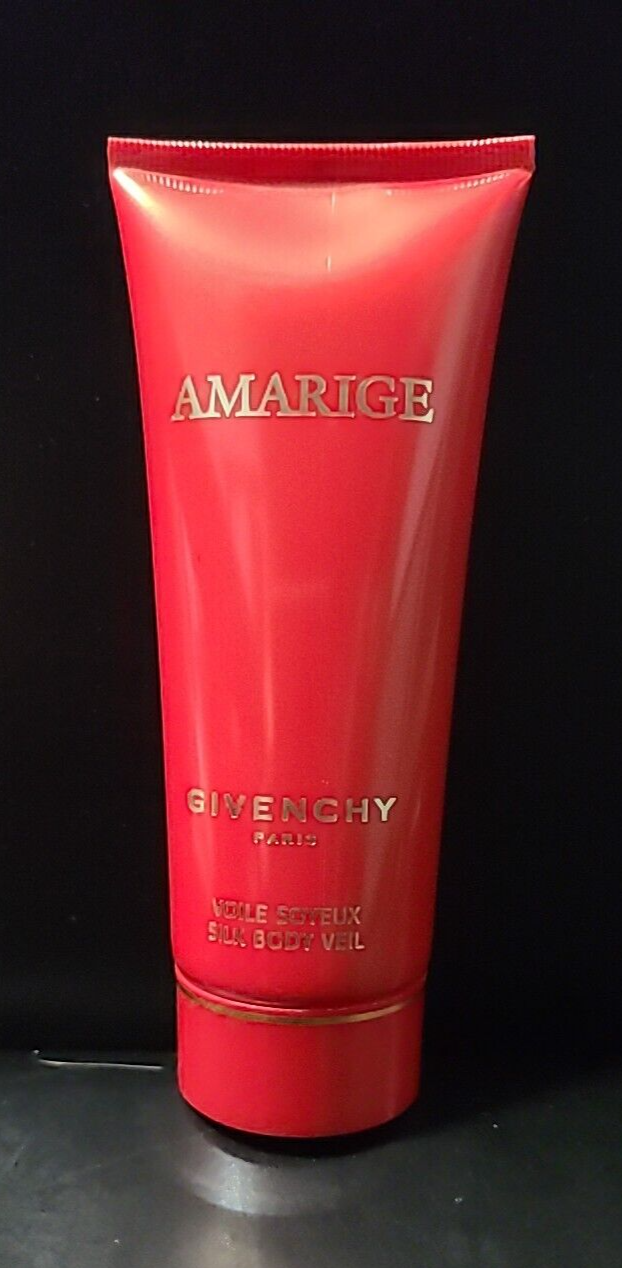 AMARIGE
GIVENCHY
PARIS
VOILE SOYEUX
SILK BODY VEIL